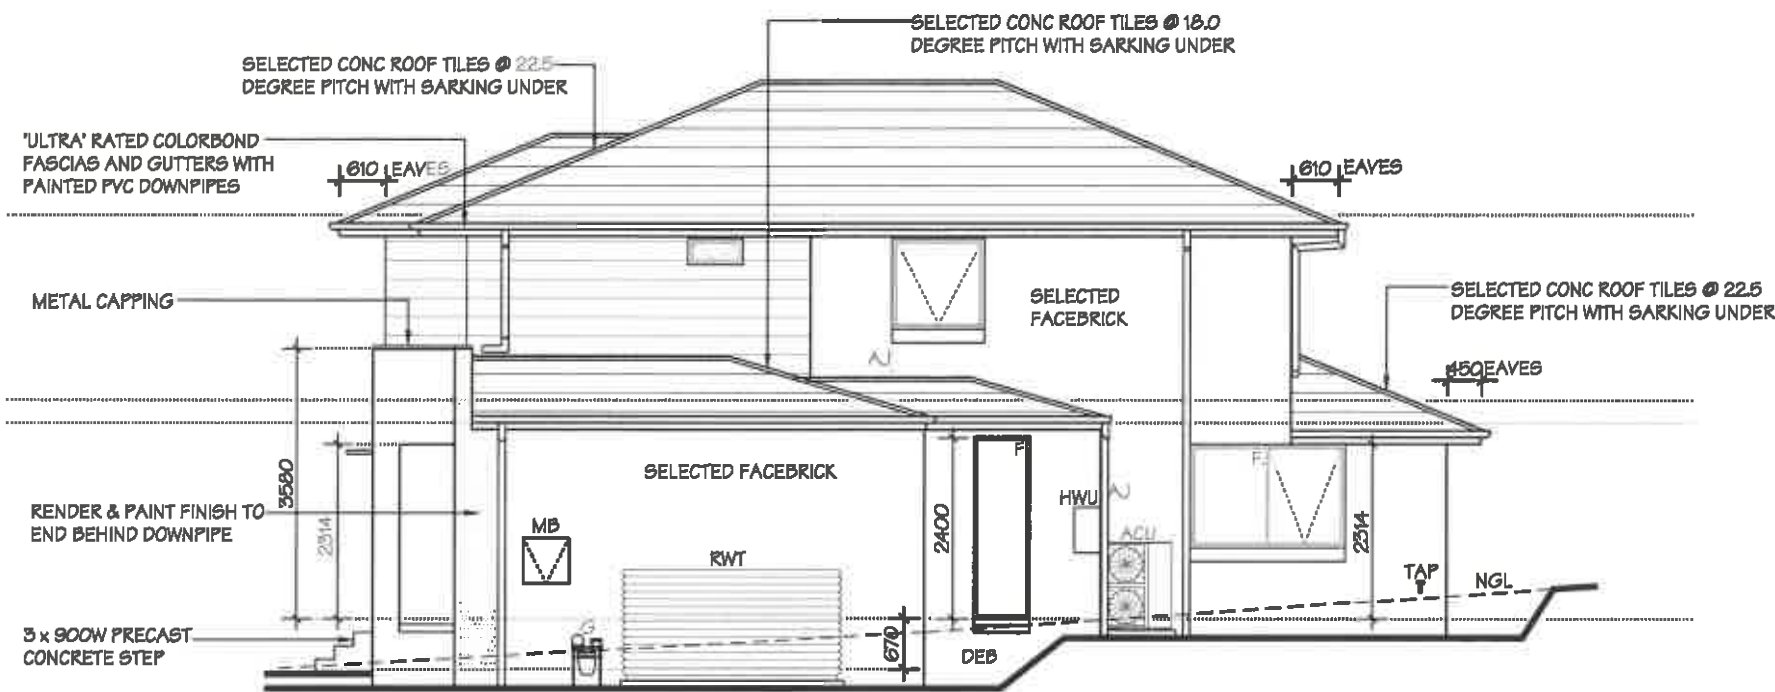 SELECTED CONC ROOF TILES @ 18.0
DEGREE PITCH WITH SARKING UNDER
SELECTED CONC ROOF TILES @ 22.5
DEGREE PITCH WITH SARKING UNDER
'ULTRA' RATED COLORBOND
FASCIAS AND GUTTERS WITH
PAINTED PVC DOWNPIPES
610 EAVES
610 EAVES
METAL CAPPING
SELECTED
FACEBRICK
SELECTED CONC ROOF TILES @ 22.5
DEGREE PITCH WITH SARKING UNDER
450 EAVES
3580
2314
SELECTED FACEBRICK
F
F
2400
HWU
RENDER & PAINT FINISH TO
END BEHIND DOWNPIPE
MB
ACU
2314
RWT
TAP
NGL
G
3 x 900W PRECAST
CONCRETE STEP
670
DEB